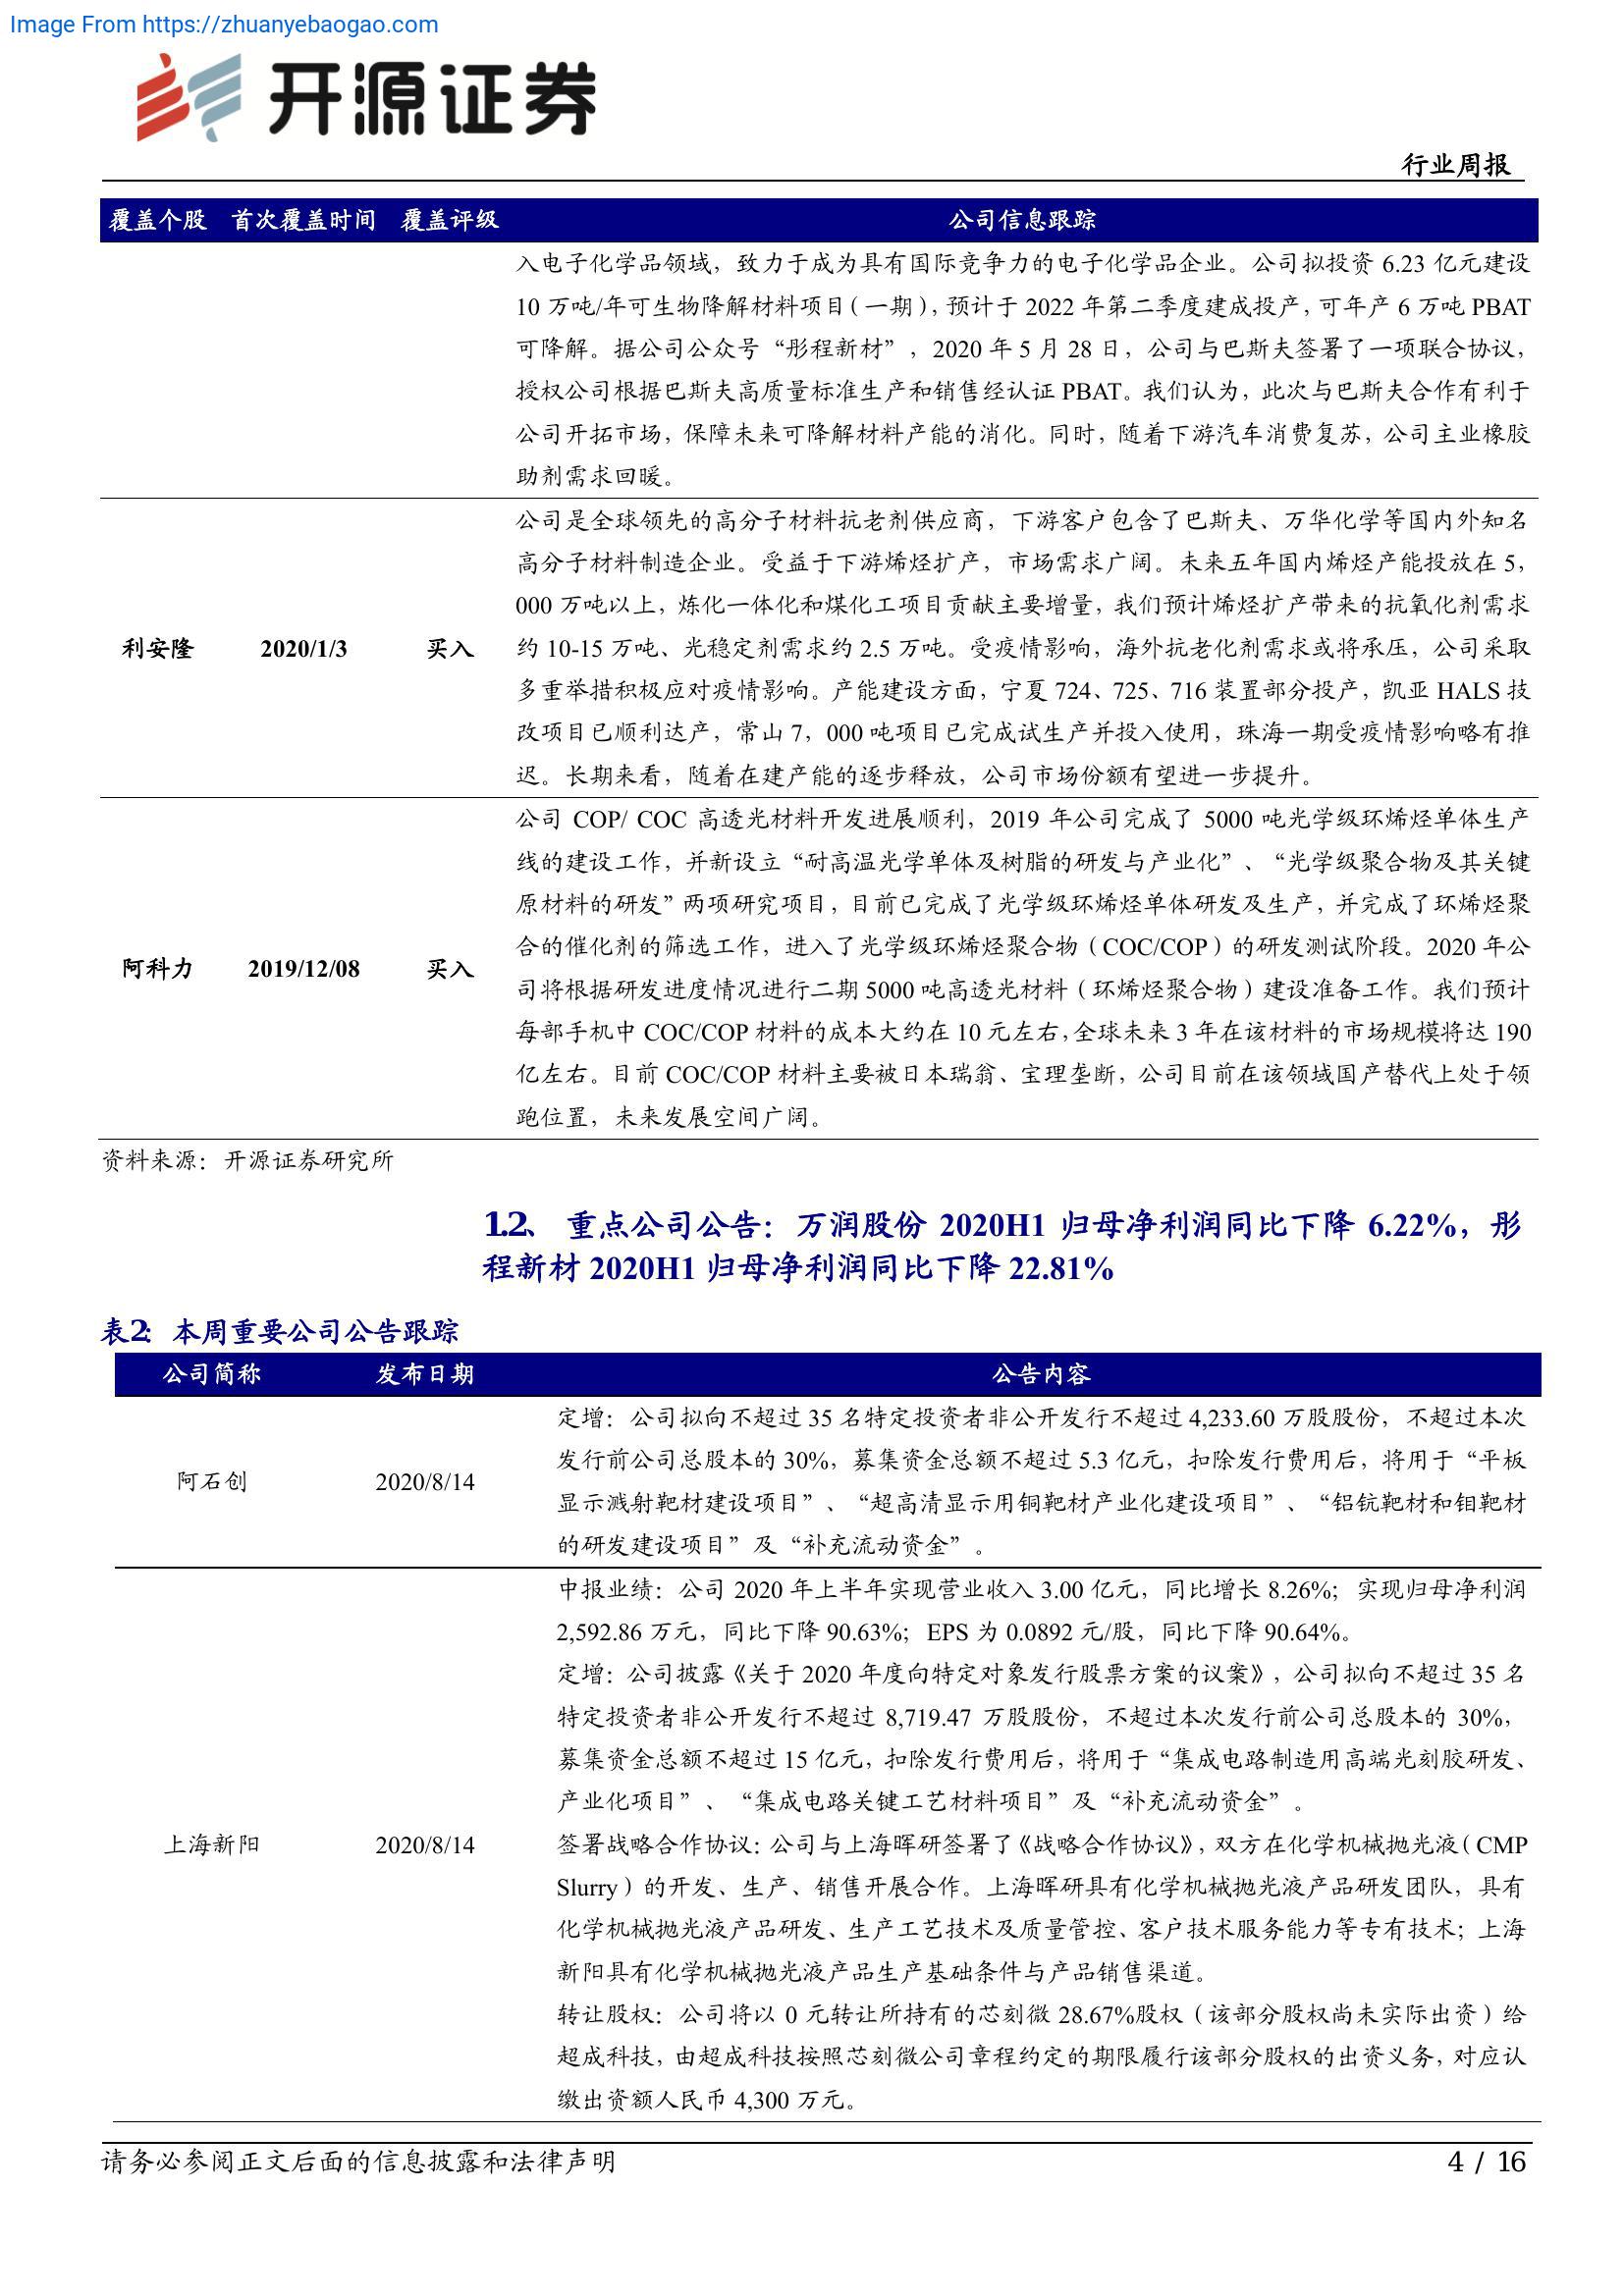 Image From https://zhuanyebaogao.com
开源证券
行业周报
覆盖个股 首次覆盖时间 覆盖评级 公司信息跟踪
入电子化学品领域，致力于成为具有国际竞争力的电子化学品企业。公司拟投资 6.23 亿元建设
10 万吨/年可生物降解材料项目（一期），预计于 2022 年第二季度建成投产，可年产 6 万吨 PBAT
可降解。据公司公众号“彤程新材”，2020 年 5 月 28 日，公司与巴斯夫签署了一项联合协议，
授权公司根据巴斯夫高质量标准生产和销售经认证 PBAT。我们认为，此次与巴斯夫合作有利于
公司开拓市场，保障未来可降解材料产能的消化。同时，随着下游汽车消费复苏，公司主业橡胶
助剂需求回暖。
公司是全球领先的高分子材料抗老剂供应商，下游客户包含了巴斯夫、万华化学等国内外知名
高分子材料制造企业。受益于下游烯烃扩产，市场需求广阔。未来五年国内烯烃产能投放在 5，
000 万吨以上，炼化一体化和煤化工项目贡献主要增量，我们预计烯烃扩产带来的抗氧化剂需求
利安隆 2020/1/3 买入 约 10-15 万吨、光稳定剂需求约 2.5 万吨。受疫情影响，海外抗老化剂需求或将承压，公司采取
多重举措积极应对疫情影响。产能建设方面，宁夏 724、725、716 装置部分投产，凯亚 HALS 技
改项目已顺利达产，常山 7，000 吨项目已完成试生产并投入使用，珠海一期受疫情影响略有推
迟。长期来看，随着在建产能的逐步释放，公司市场份额有望进一步提升。
公司 COP/ COC 高透光材料开发进展顺利，2019 年公司完成了 5000 吨光学级环烯烃单体生产
线的建设工作，并新设立“耐高温光学单体及树脂的研发与产业化”、“光学级聚合物及其关键
原材料的研发”两项研究项目，目前已完成了光学级环烯烃单体研发及生产，并完成了环烯烃聚
合的催化剂的筛选工作，进入了光学级环烯烃聚合物（COC/COP）的研发测试阶段。2020 年公
阿科力 2019/12/08 买入 司将根据研发进度情况进行二期 5000 吨高透光材料（环烯烃聚合物）建设准备工作。我们预计
每部手机中 COC/COP 材料的成本大约在 10 元左右，全球未来 3 年在该材料的市场规模将达 190
亿左右。目前 COC/COP 材料主要被日本瑞翁、宝理垄断，公司目前在该领域国产替代上处于领
跑位置，未来发展空间广阔。
资料来源：开源证券研究所
1.2、 重点公司公告：万润股份 2020H1 归母净利润同比下降 6.22%，彤
程新材 2020H1 归母净利润同比下降 22.81%
表2： 本周重要公司公告跟踪
公司简称 发布日期 公告内容
定增：公司拟向不超过 35 名特定投资者非公开发行不超过 4,233.60 万股股份，不超过本次
发行前公司总股本的 30%，募集资金总额不超过 5.3 亿元，扣除发行费用后，将用于“平板
阿石创 2020/8/14 显示溅射靶材建设项目”、“超高清显示用铜靶材产业化建设项目”、“铝钪靶材和钼靶材
的研发建设项目”及“补充流动资金”。
中报业绩：公司 2020 年上半年实现营业收入 3.00 亿元，同比增长 8.26%；实现归母净利润
2,592.86 万元，同比下降 90.63%；EPS 为 0.0892 元/股，同比下降 90.64%。
定增：公司披露《关于 2020 年度向特定对象发行股票方案的议案》，公司拟向不超过 35 名
特定投资者非公开发行不超过 8,719.47 万股股份，不超过本次发行前公司总股本的 30%，
募集资金总额不超过 15 亿元，扣除发行费用后，将用于“集成电路制造用高端光刻胶研发、
产业化项目”、“集成电路关键工艺材料项目”及“补充流动资金”。
上海新阳 2020/8/14 签署战略合作协议：公司与上海晖研签署了《战略合作协议》，双方在化学机械抛光液（CMP
Slurry）的开发、生产、销售开展合作。上海晖研具有化学机械抛光液产品研发团队，具有
化学机械抛光液产品研发、生产工艺技术及质量管控、客户技术服务能力等专有技术；上海
新阳具有化学机械抛光液产品生产基础条件与产品销售渠道。
转让股权：公司将以 0 元转让所持有的芯刻微 28.67%股权（该部分股权尚未实际出资）给
超成科技，由超成科技按照芯刻微公司章程约定的期限履行该部分股权的出资义务，对应认
缴出资额人民币 4,300 万元。
请务必参阅正文后面的信息披露和法律声明 4 / 16